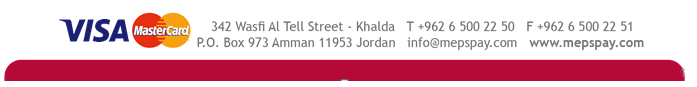 VISA MasterCard
342 Wasfi Al Tell Street - Khalda T +962 6 500 22 50 F +962 6 500 22 51
P.O. Box 973 Amman 11953 Jordan info@mepspay.com www.mepspay.com